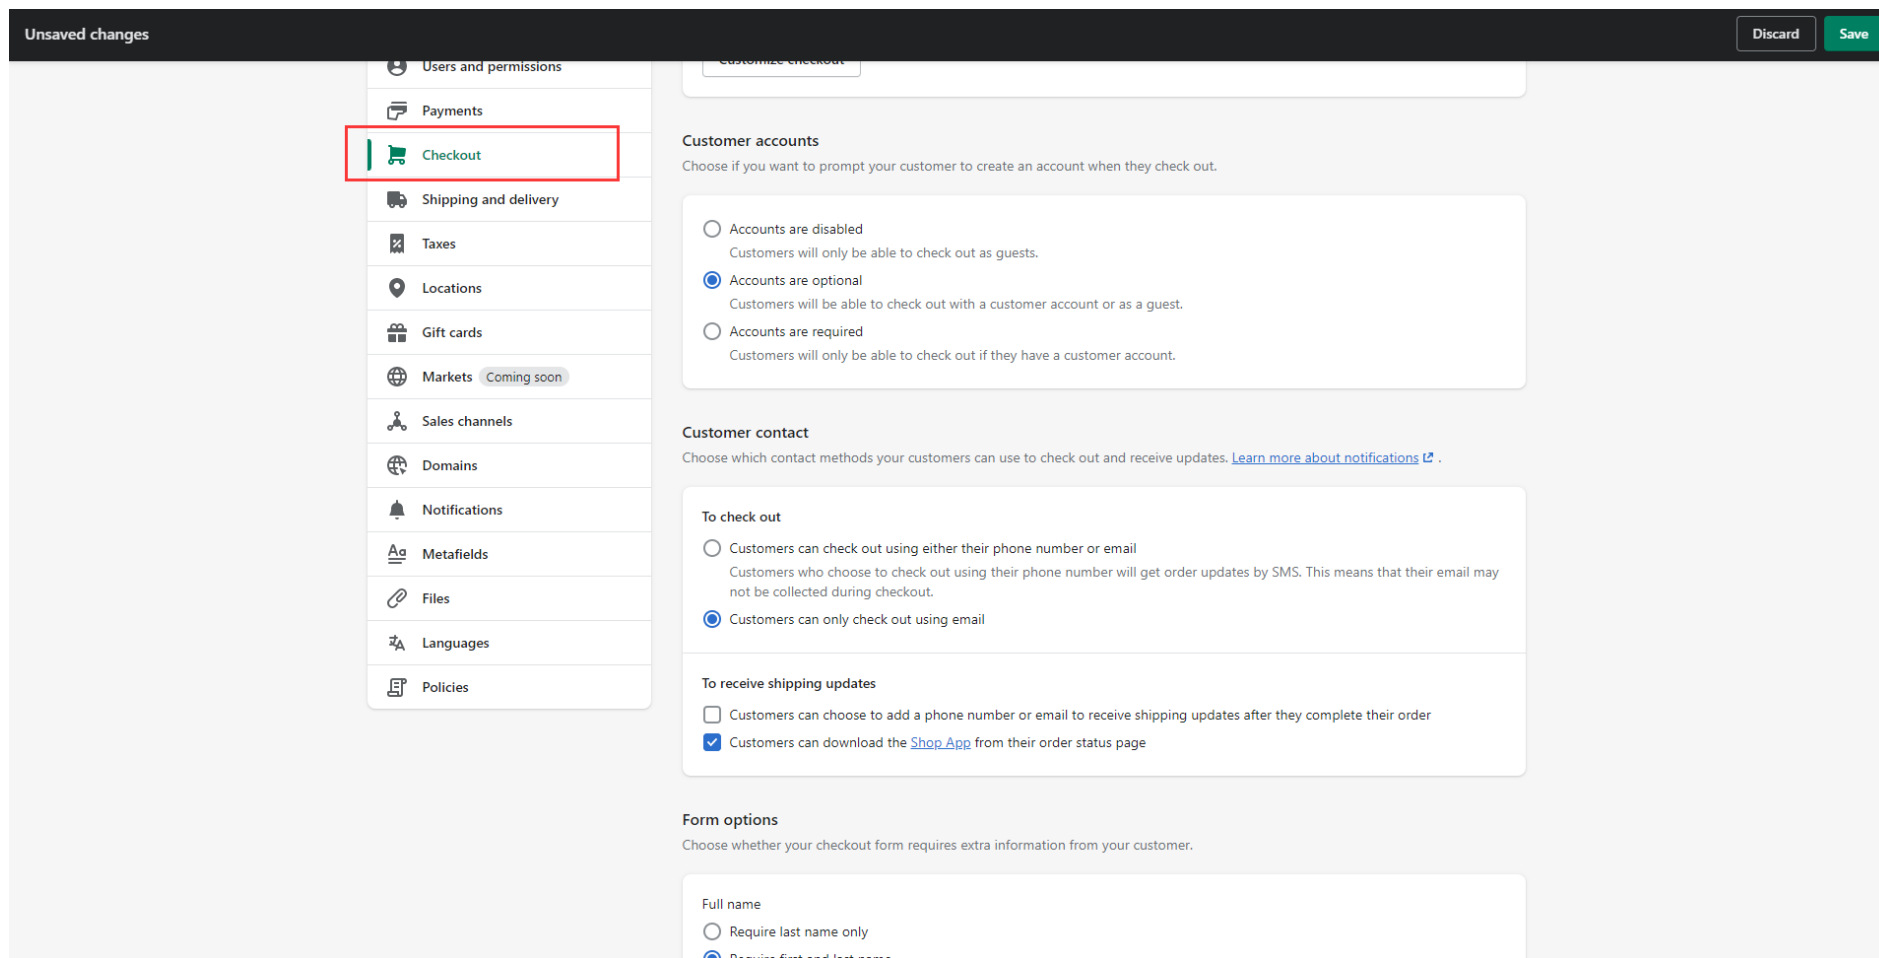 Unsaved changes
Discard
Save
Users and permissions
Payments
Checkout
Shipping and delivery
Taxes
Locations
Gift cards
Markets Coming soon
Sales channels
Domains
Notifications
Metafields
Files
Languages
Policies
Customize checkout
Customer accounts
Choose if you want to prompt your customer to create an account when they check out.
Accounts are disabled
Customers will only be able to check out as guests.
Accounts are optional
Customers will be able to check out with a customer account or as a guest.
Accounts are required
Customers will only be able to check out if they have a customer account.
Customer contact
Choose which contact methods your customers can use to check out and receive updates. Learn more about notifications .
To check out
Customers can check out using either their phone number or email
Customers who choose to check out using their phone number will get order updates by SMS. This means that their email may
not be collected during checkout.
Customers can only check out using email
To receive shipping updates
Customers can choose to add a phone number or email to receive shipping updates after they complete their order
Customers can download the Shop App from their order status page
Form options
Choose whether your checkout form requires extra information from your customer.
Full name
Require last name only
Require first and last name